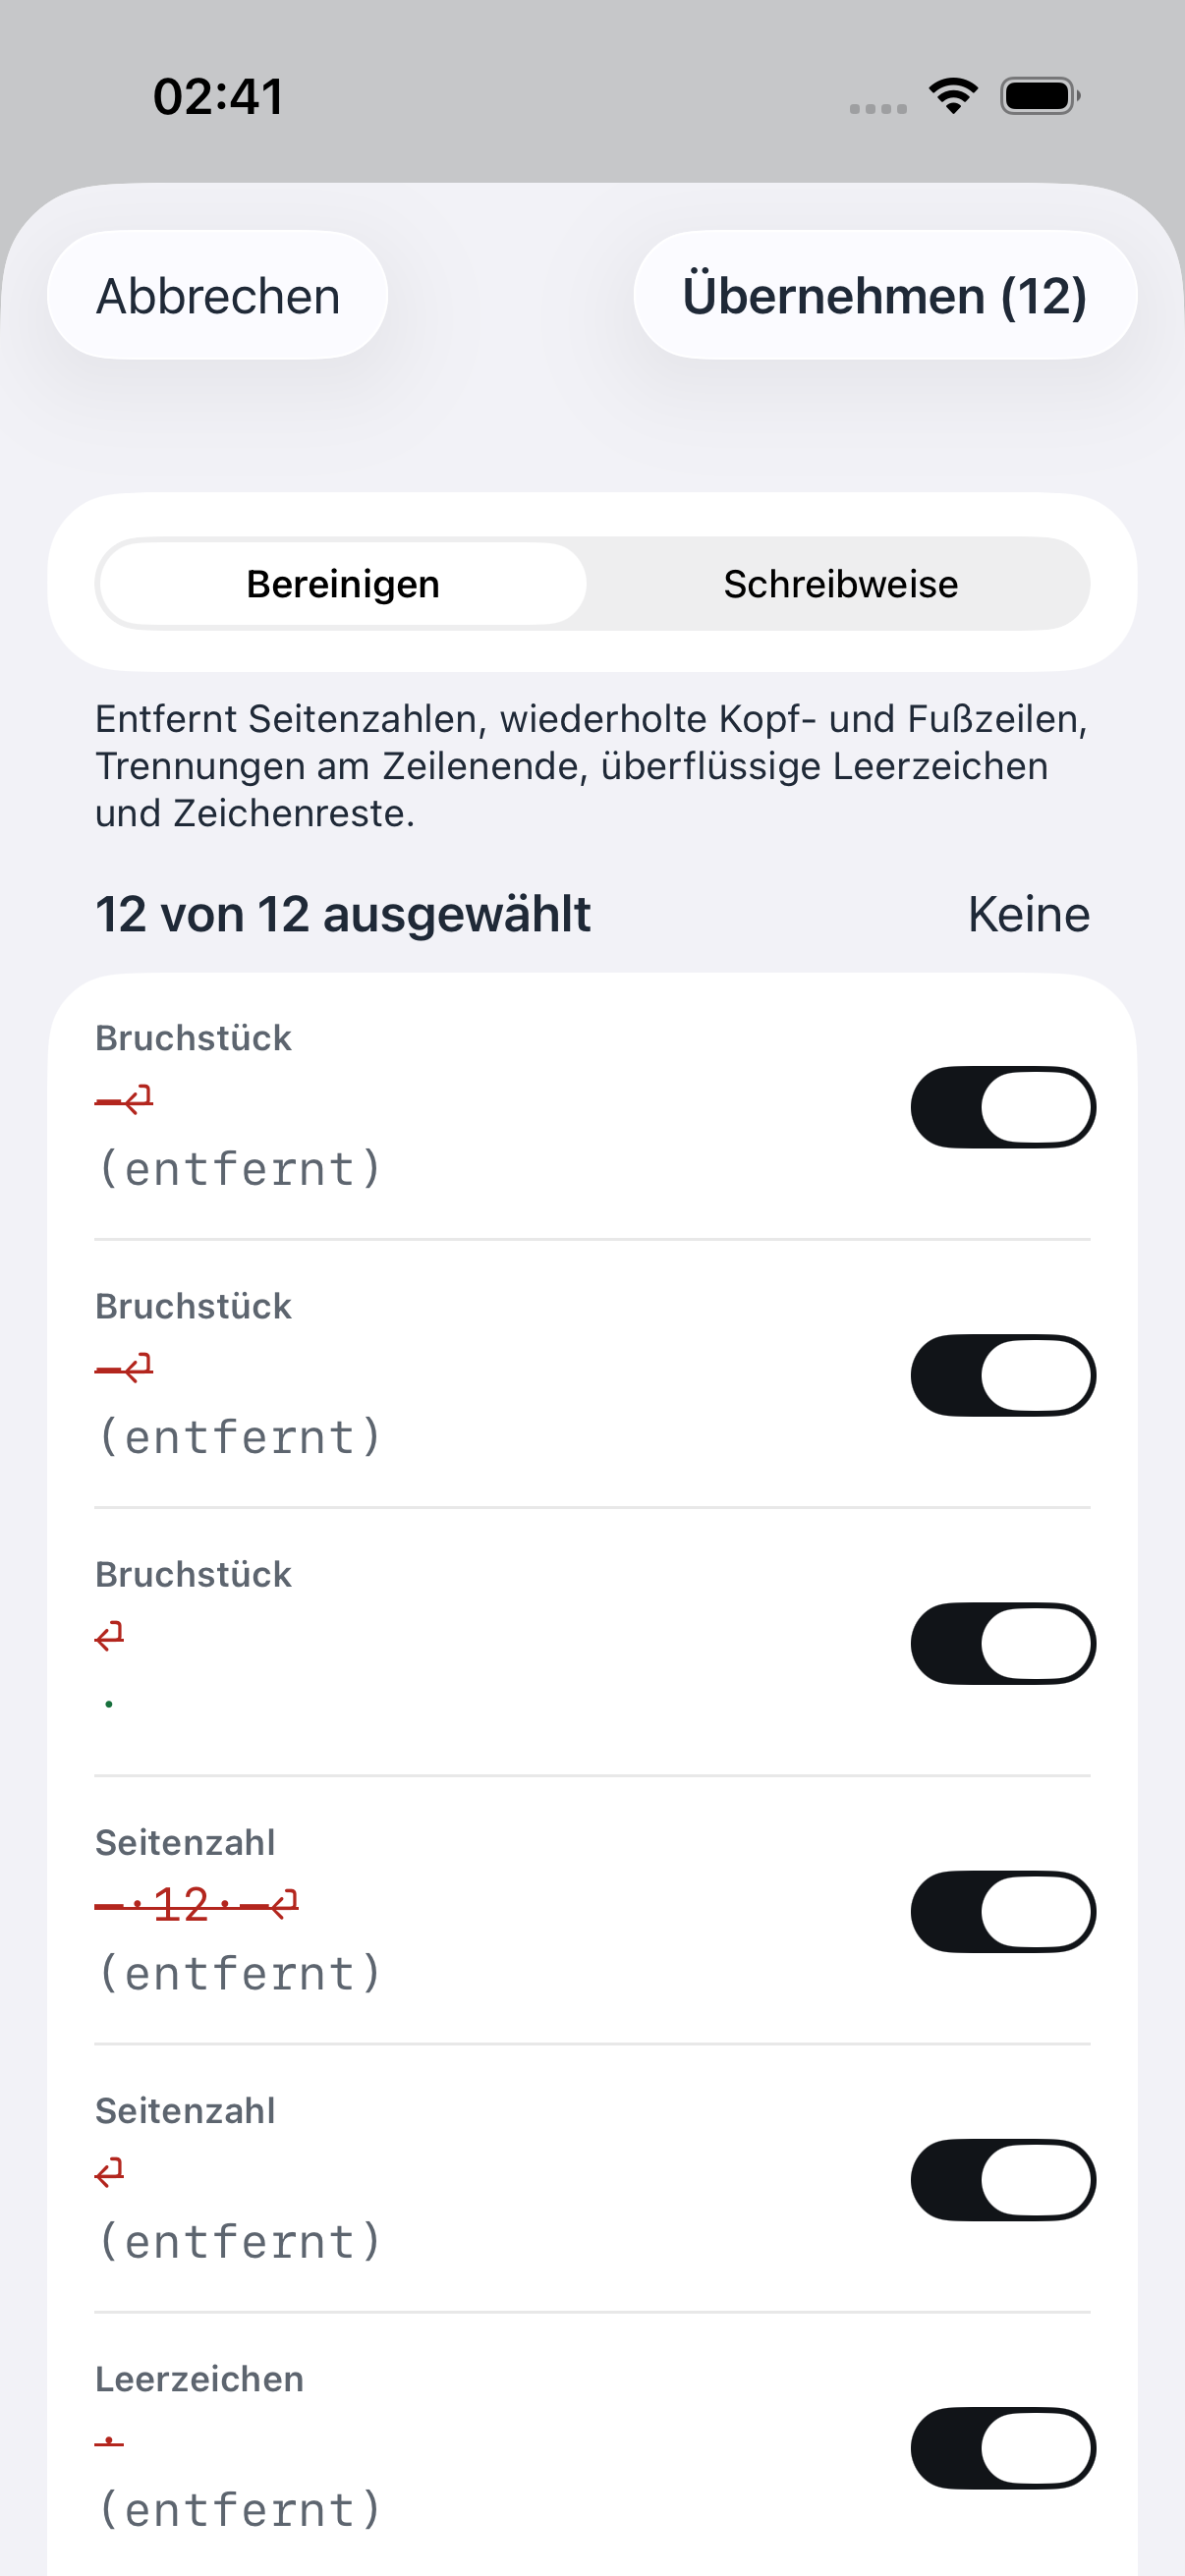 02:41
Abbrechen
Übernehmen (12)
Bereinigen
Schreibweise
Entfernt Seitenzahlen, wiederholte Kopf- und Fußzeilen,
Trennungen am Zeilenende, überflüssige Leerzeichen
und Zeichenreste.
12 von 12 ausgewählt
Keine
Bruchstück
—⏎
(entfernt)
Bruchstück
—⏎
(entfernt)
Bruchstück
⏎
·
Seitenzahl
—·12·—⏎
(entfernt)
Seitenzahl
⏎
(entfernt)
Leerzeichen
·
(entfernt)